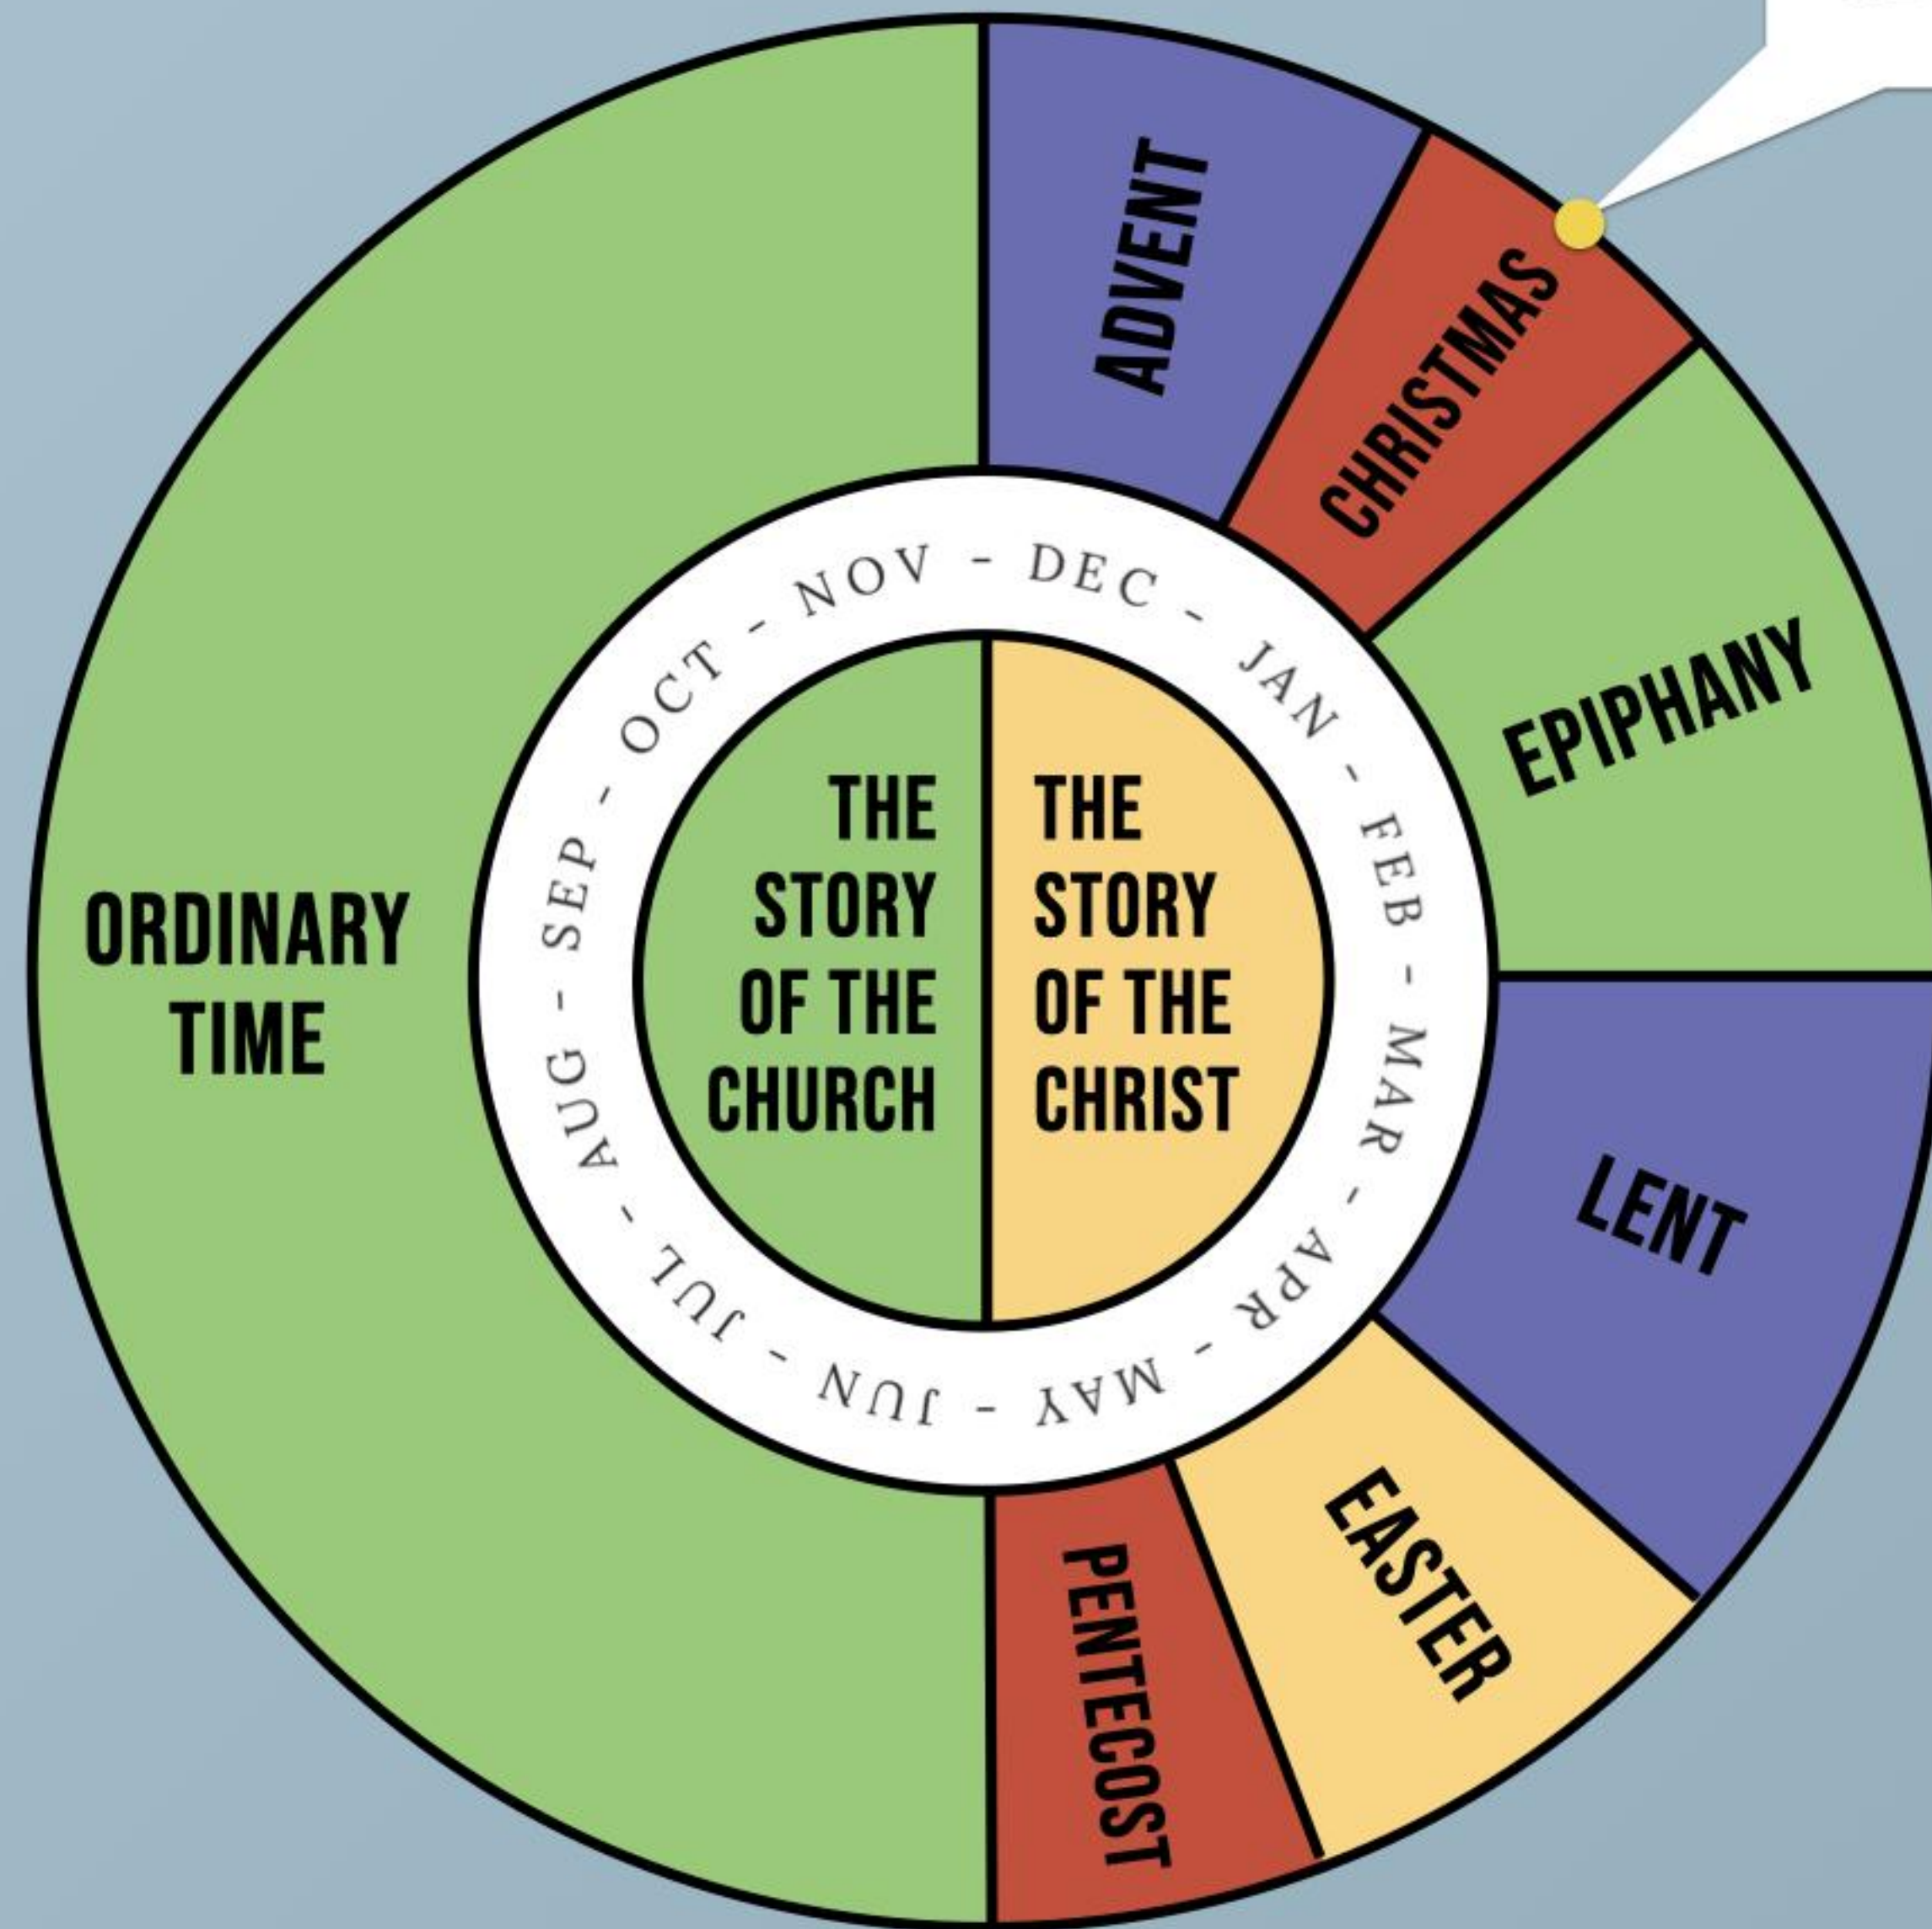 ADVENT
CHRISTMAS
EPIPHANY
LENT
EASTER
PENTECOST
ORDINARY
TIME
DEC - JAN - FEB - MAR - APR - MAY - JUN - JUL - AUG - SEP - OCT - NOV -
THE
STORY
OF THE
CHURCH
THE
STORY
OF THE
CHRIST